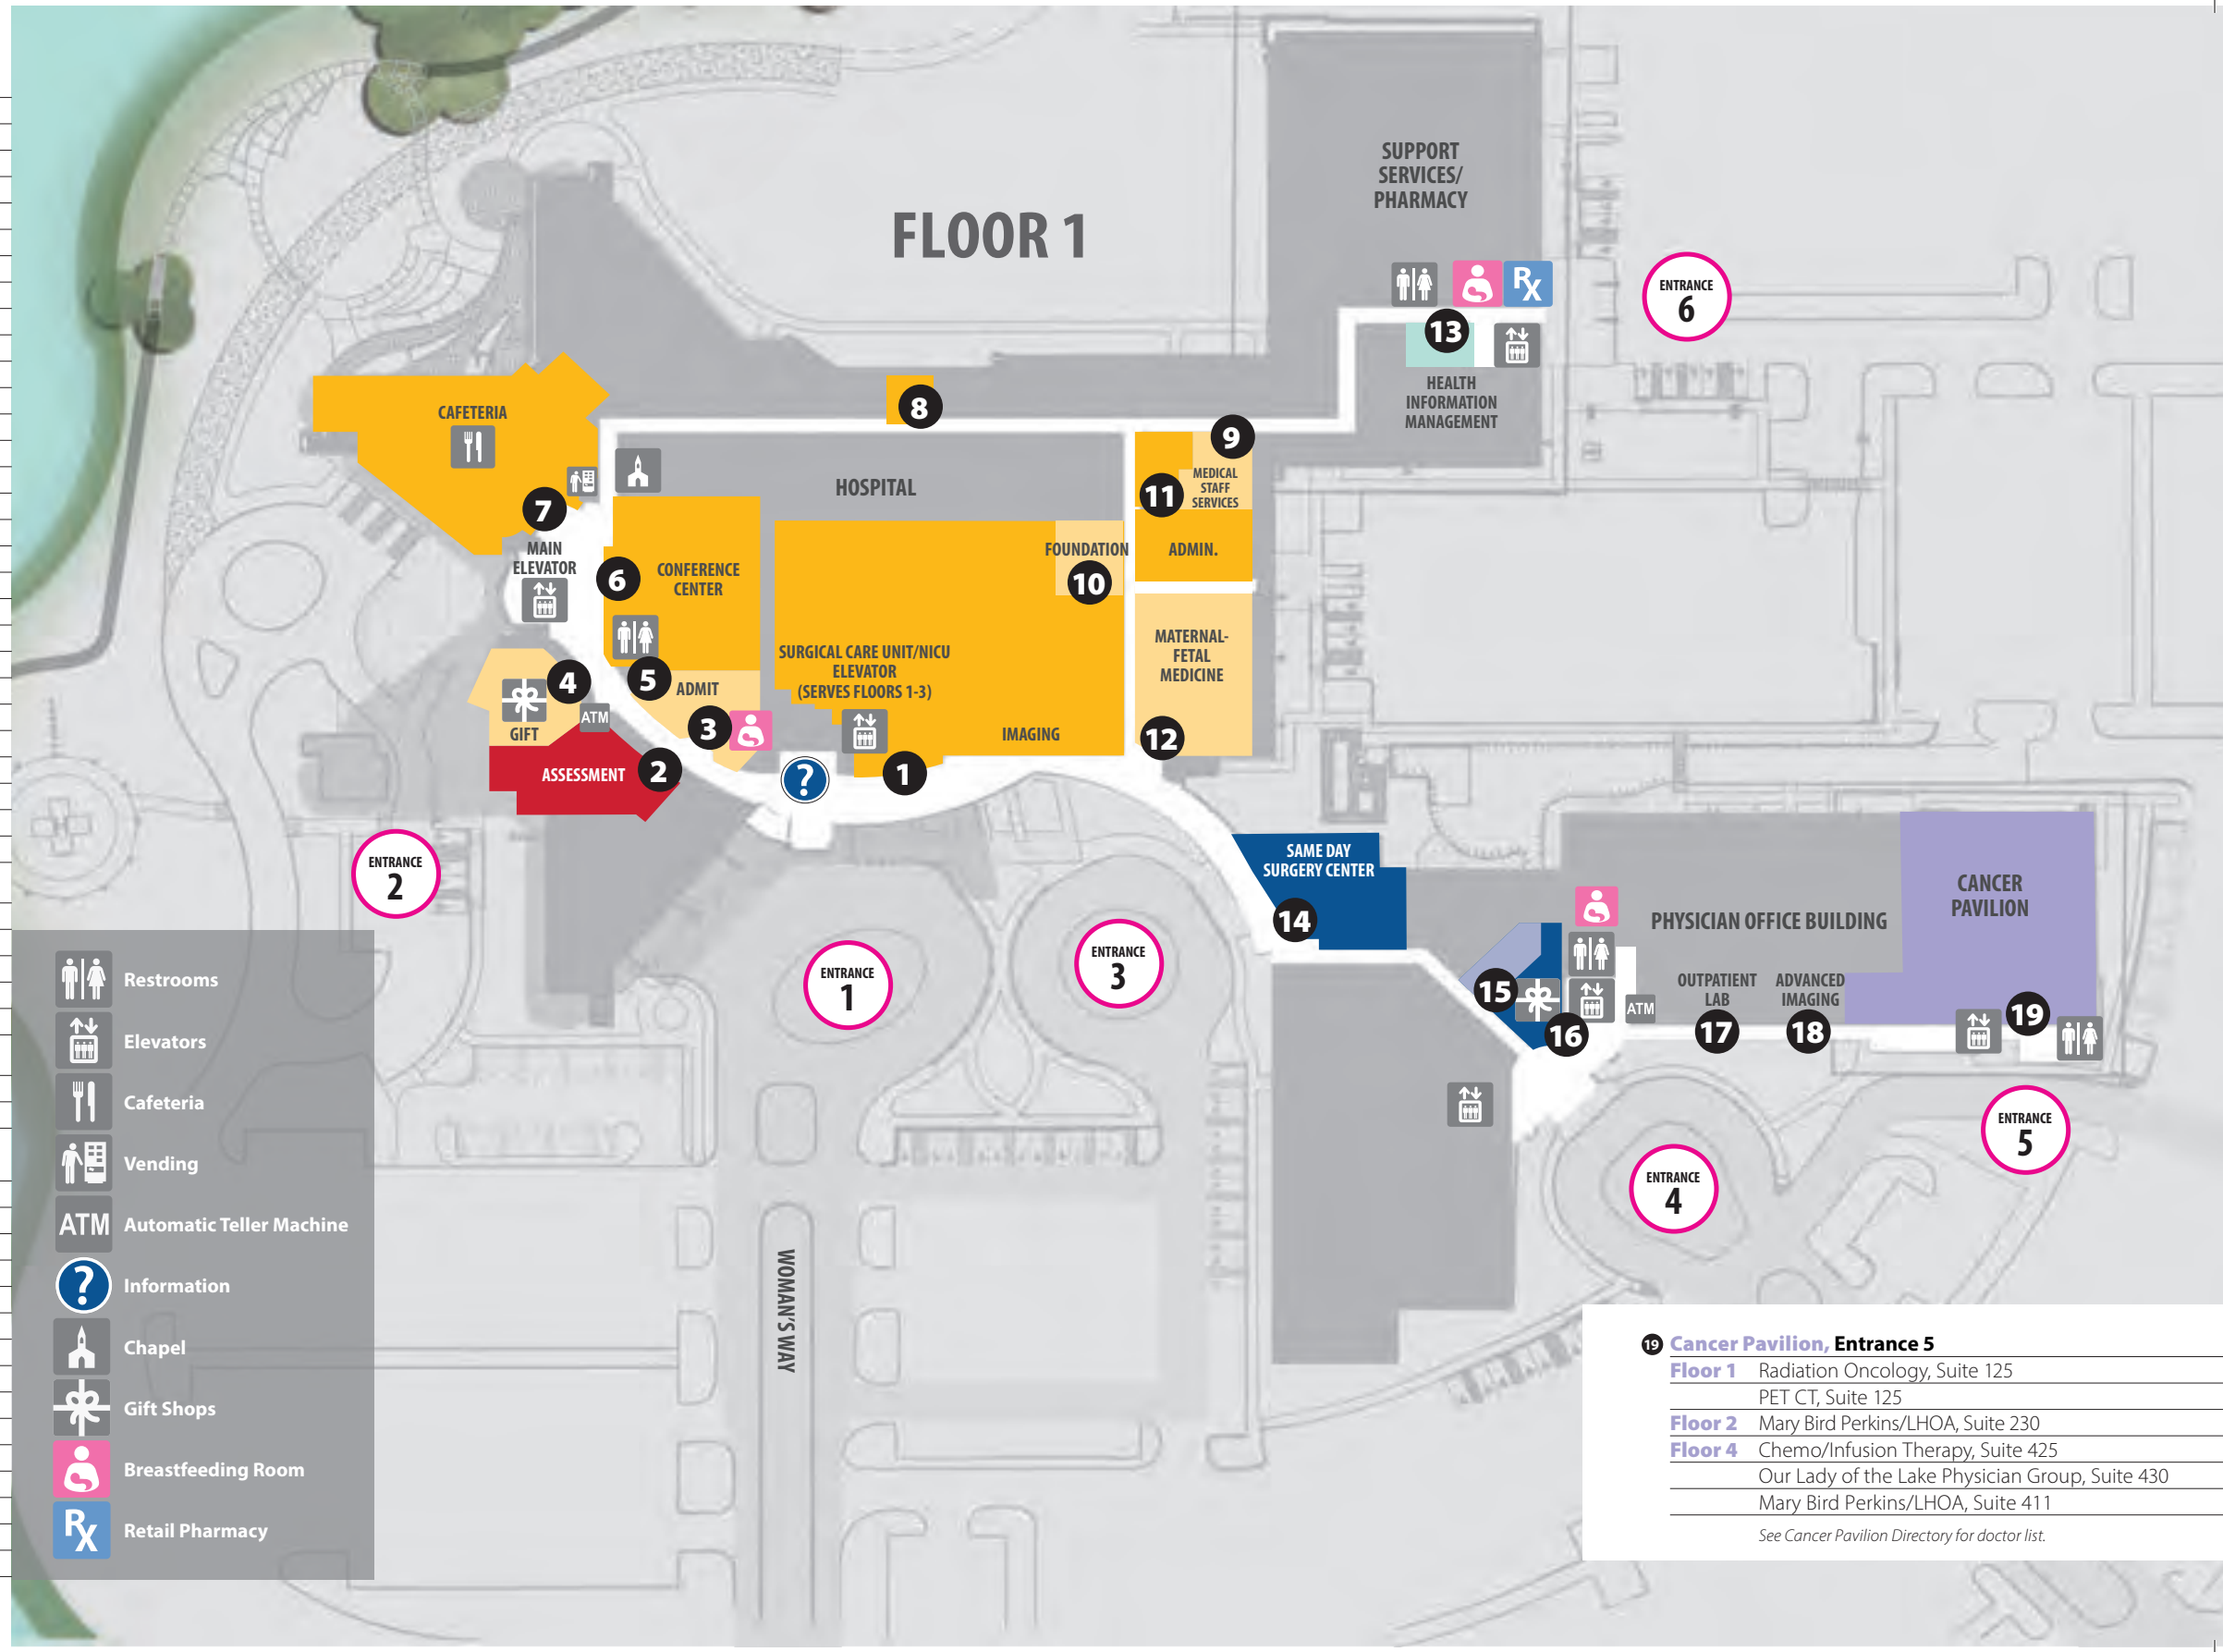 FLOOR 1
SUPPORT
SERVICES/
PHARMACY
RX
ENTRANCE
6
13
HEALTH
INFORMATION
MANAGEMENT
CAFETERIA
8
9
HOSPITAL
MEDICAL
STAFF
SERVICES
11
7
MAIN
ELEVATOR
6
CONFERENCE
CENTER
FOUNDATION
10
ADMIN.
MATERNAL-
FETAL
MEDICINE
12
SURGICAL CARE UNIT/NICU
ELEVATOR
(SERVES FLOORS 1-3)
IMAGING
4
5
ADMIT
GIFT
ATM
3
ASSESSMENT
2
?
1
ENTRANCE
2
ENTRANCE
1
ENTRANCE
3
SAME DAY
SURGERY CENTER
14
PHYSICIAN OFFICE BUILDING
CANCER
PAVILION
15
16
ATM
OUTPATIENT
LAB
17
ADVANCED
IMAGING
18
19
ENTRANCE
4
ENTRANCE
5
WOMAN'S WAY
Restrooms
Elevators
Cafeteria
Vending
ATM Automatic Teller Machine
? Information
Chapel
Gift Shops
Breastfeeding Room
RX Retail Pharmacy
19 Cancer Pavilion, Entrance 5
Floor 1 Radiation Oncology, Suite 125
PET CT, Suite 125
Floor 2 Mary Bird Perkins/LHOA, Suite 230
Floor 4 Chemo/Infusion Therapy, Suite 425
Our Lady of the Lake Physician Group, Suite 430
Mary Bird Perkins/LHOA, Suite 411
See Cancer Pavilion Directory for doctor list.